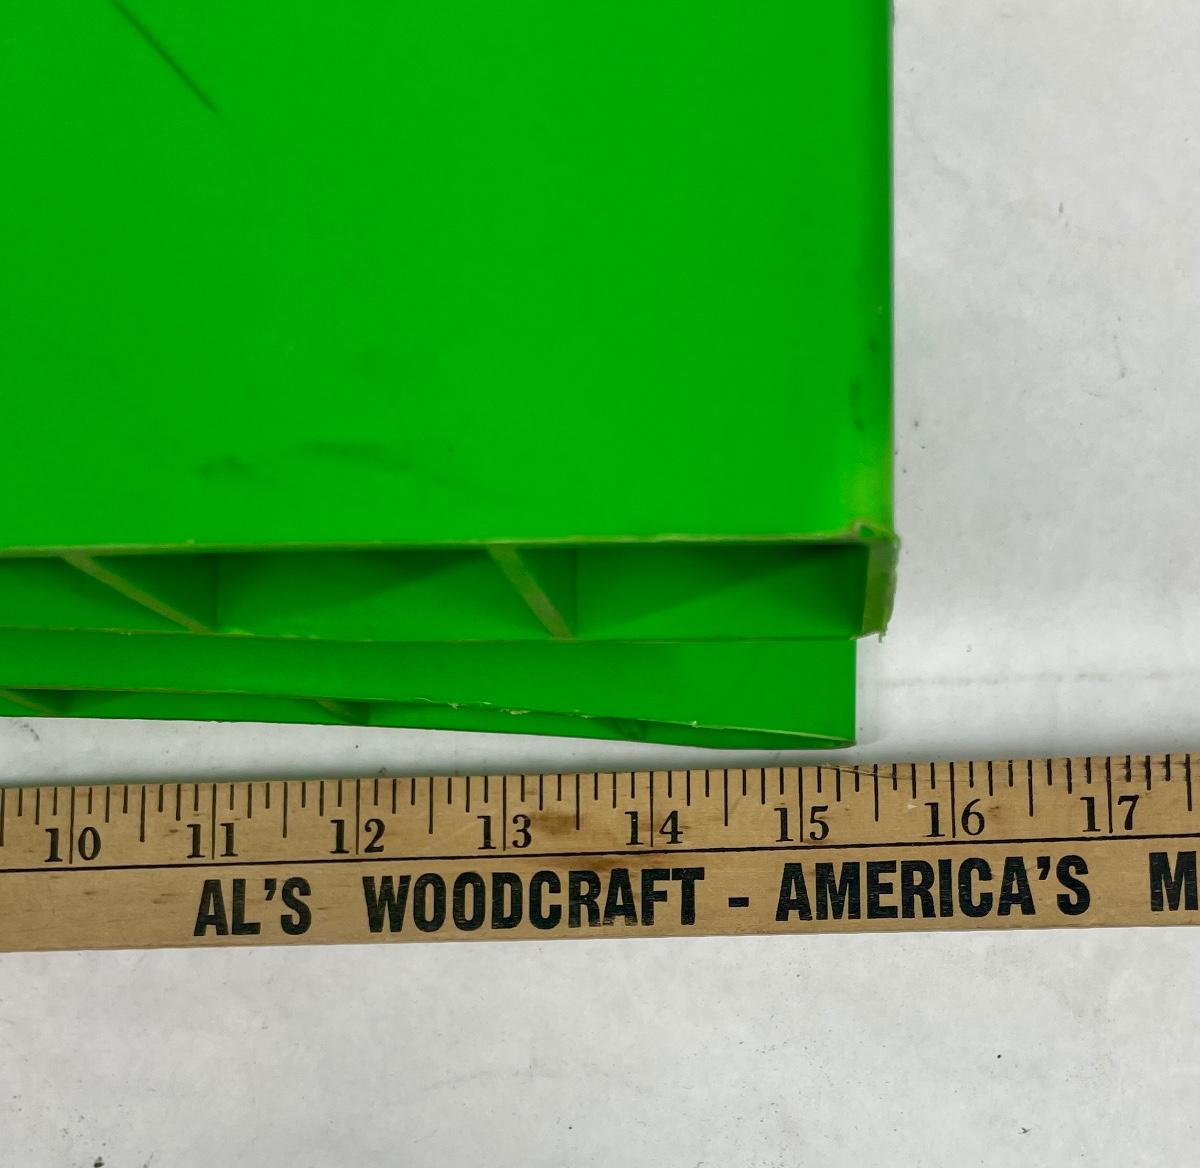 10 11 12 13 14 15 16 17
AL'S WOODCRAFT - AMERICA'S M